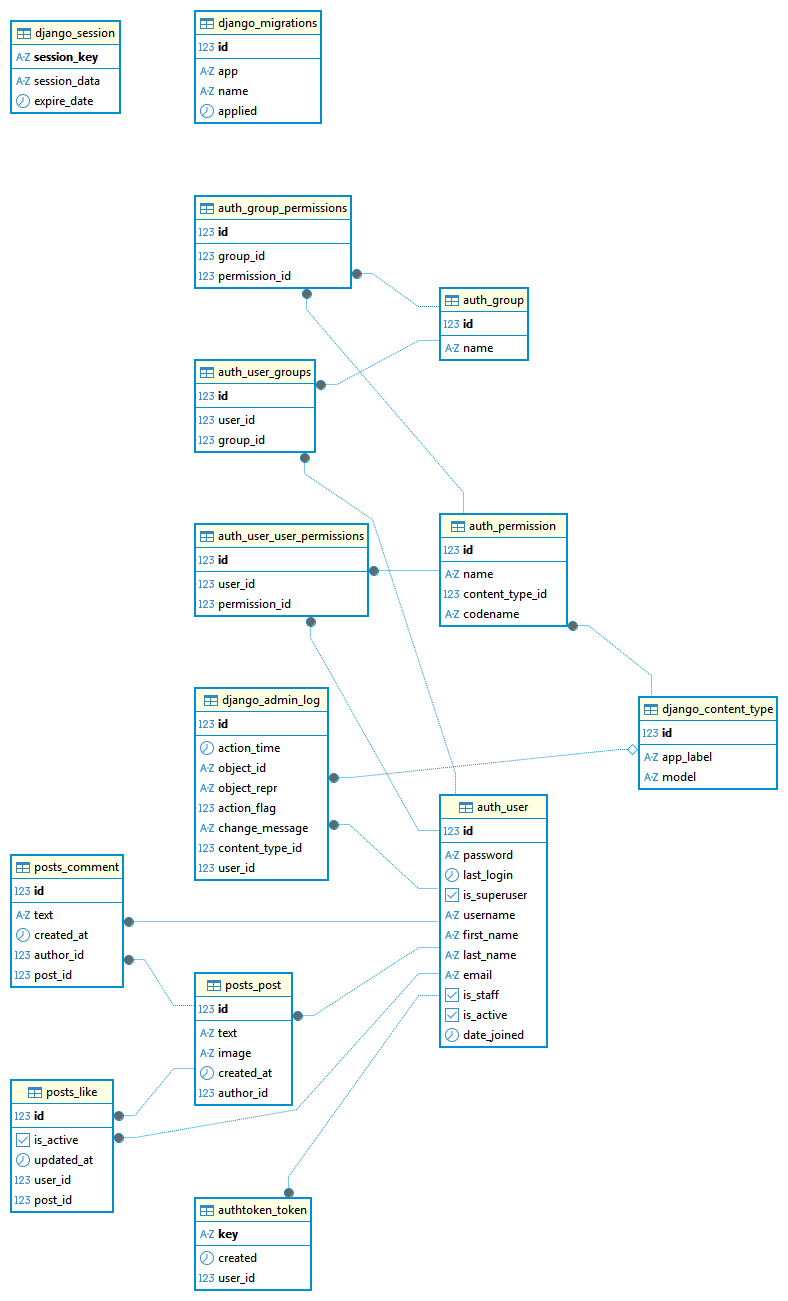 django_session
A-Z session_key
A-Z session_data
expire_date
django_migrations
123 id
A-Z app
A-Z name
applied
auth_group_permissions
123 id
123 group_id
123 permission_id
auth_group
123 id
A-Z name
auth_user_groups
123 id
123 user_id
123 group_id
auth_permission
123 id
A-Z name
123 content_type_id
A-Z codename
auth_user_user_permissions
123 id
123 user_id
123 permission_id
django_content_type
123 id
A-Z app_label
A-Z model
django_admin_log
123 id
action_time
A-Z object_id
A-Z object_repr
123 action_flag
A-Z change_message
123 content_type_id
123 user_id
auth_user
123 id
A-Z password
last_login
is_superuser
A-Z username
A-Z first_name
A-Z last_name
A-Z email
is_staff
is_active
date_joined
posts_comment
123 id
A-Z text
created_at
123 author_id
123 post_id
posts_post
123 id
A-Z text
A-Z image
created_at
123 author_id
posts_like
123 id
is_active
updated_at
123 user_id
123 post_id
authtoken_token
A-Z key
created
123 user_id